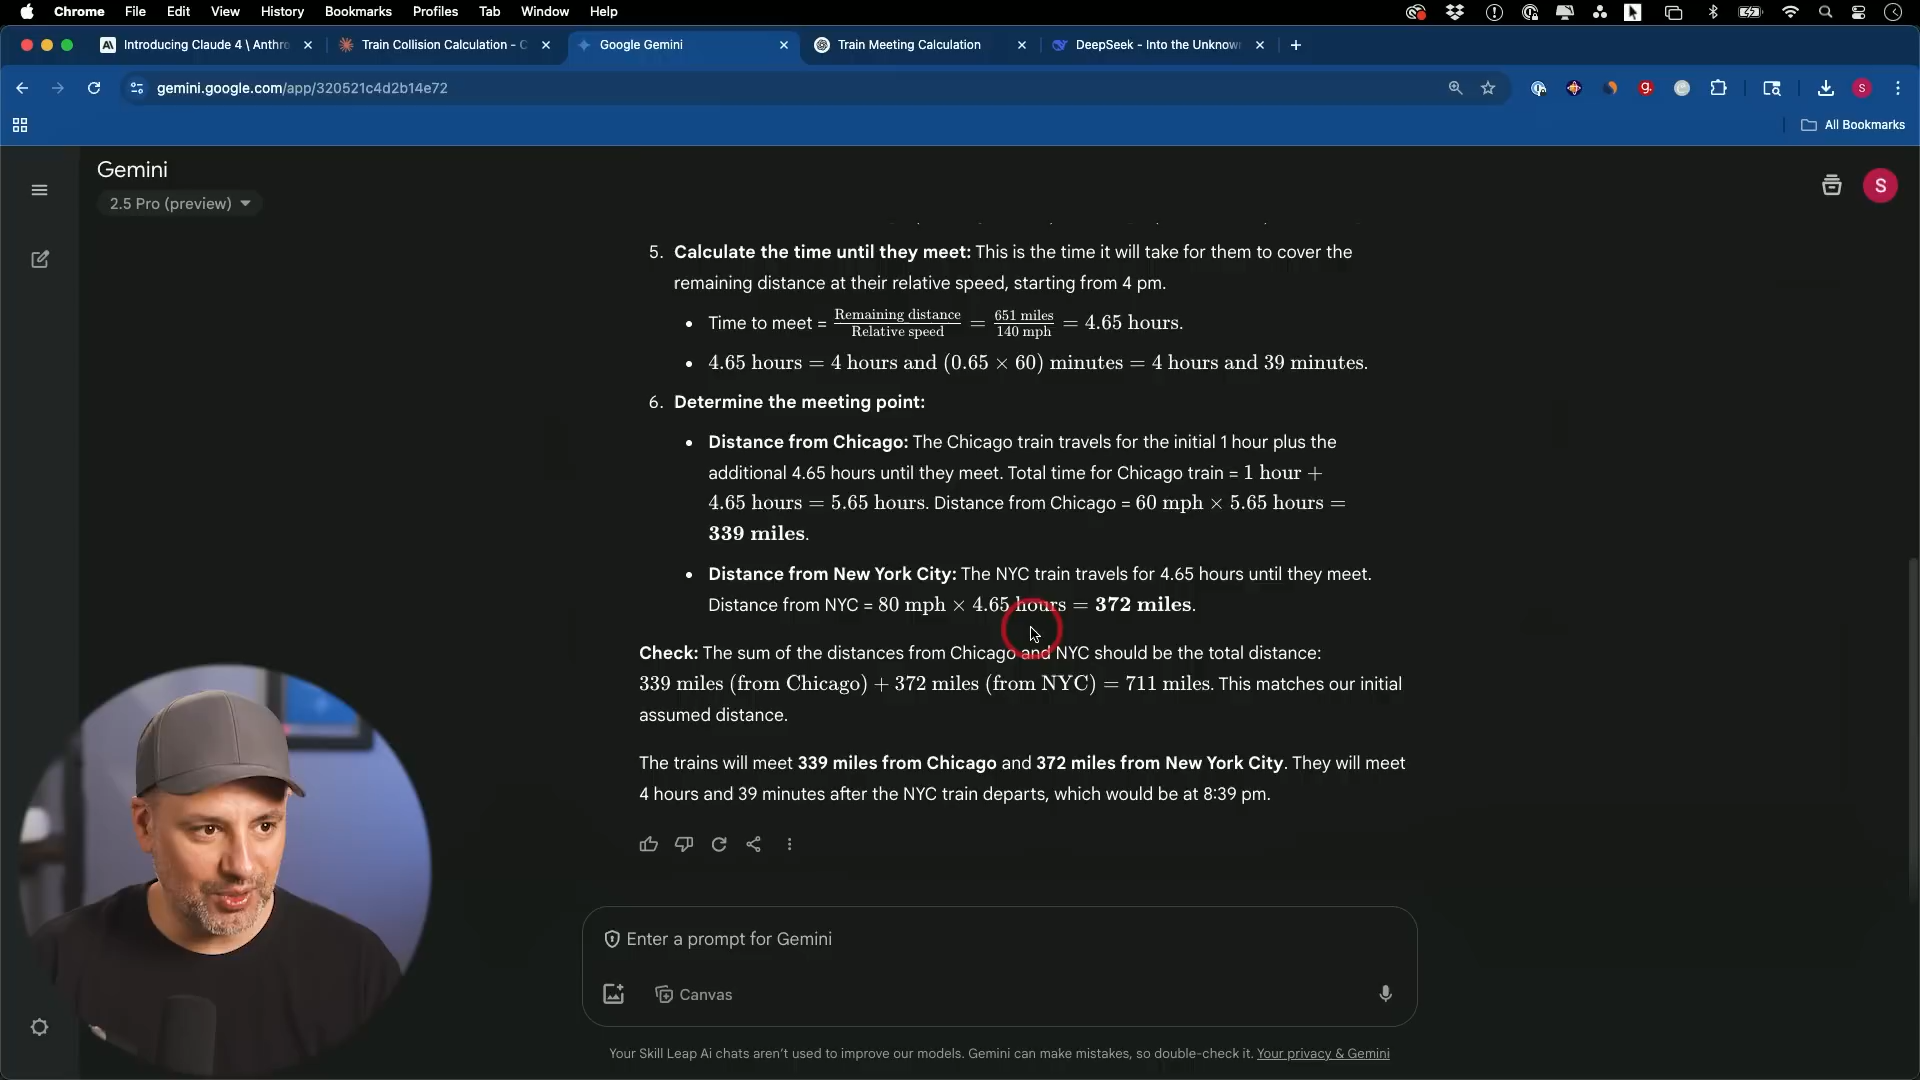 Chrome File Edit View History Bookmarks Profiles Tab Window Help
Introducing Claude 4 \ Anthro
Train Collision Calculation - C
Google Gemini
Train Meeting Calculation
DeepSeek - Into the Unknow
gemini.google.com/app/320521c4d2b14e72
S
All Bookmarks
Gemini
2.5 Pro (preview)
S
5. Calculate the time until they meet: This is the time it will take for them to cover the
remaining distance at their relative speed, starting from 4 pm.
• Time to meet = Remaining distance / Relative speed = 651 miles / 140 mph = 4.65 hours.
• 4.65 hours = 4 hours and (0.65 × 60) minutes = 4 hours and 39 minutes.
6. Determine the meeting point:
• Distance from Chicago: The Chicago train travels for the initial 1 hour plus the
additional 4.65 hours until they meet. Total time for Chicago train = 1 hour +
4.65 hours = 5.65 hours. Distance from Chicago = 60 mph × 5.65 hours =
339 miles.
• Distance from New York City: The NYC train travels for 4.65 hours until they meet.
Distance from NYC = 80 mph × 4.65 hours = 372 miles.
Check: The sum of the distances from Chicago and NYC should be the total distance:
339 miles (from Chicago) + 372 miles (from NYC) = 711 miles. This matches our initial
assumed distance.
The trains will meet 339 miles from Chicago and 372 miles from New York City. They will meet
4 hours and 39 minutes after the NYC train departs, which would be at 8:39 pm.
Enter a prompt for Gemini
Canvas
Your Skill Leap Ai chats aren't used to improve our models. Gemini can make mistakes, so double-check it. Your privacy & Gemini